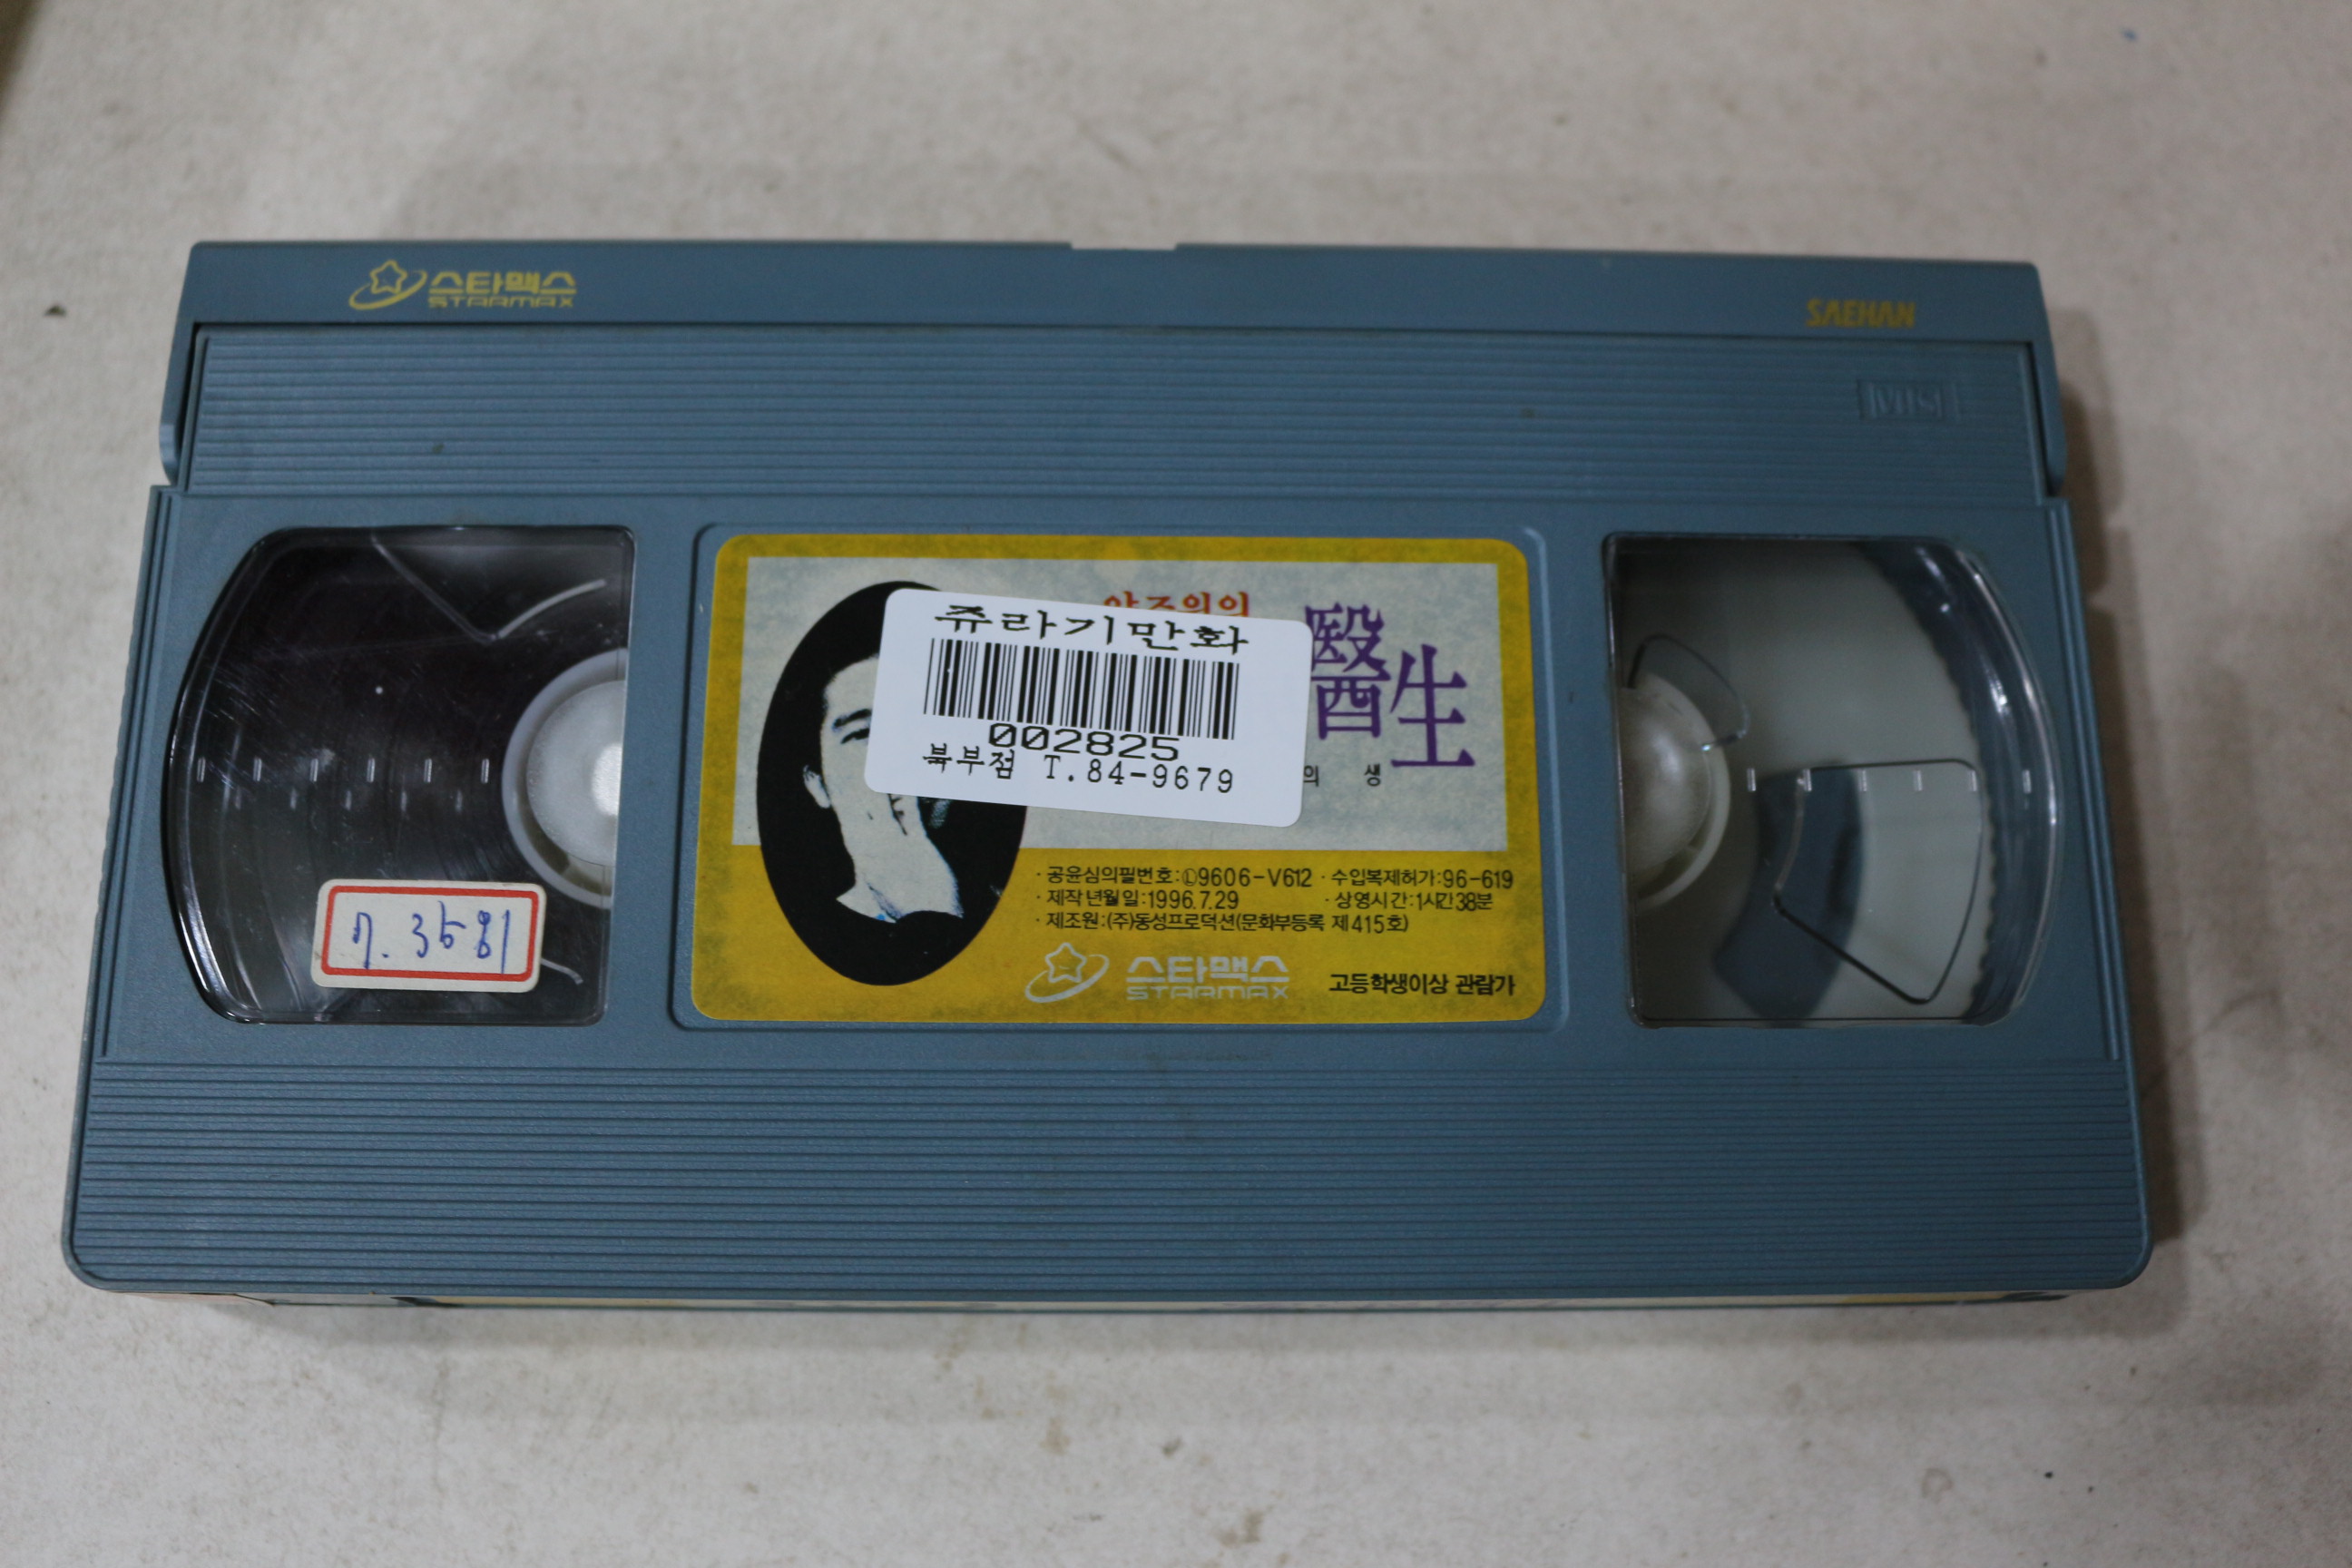 스타맥스
STARMAX
SAEHAN
VHS
쥬라기만화
002825
북부점 T.84-9679
醫生
의 생
7. 3581
·공윤심의필번호:Ⓛ9606-V612 ·수입복제허가:96-619
·제작년월일:1996.7.29 ·상영시간:1시간38분
·제조원:(주)동성프로덕션(문화부등록 제415호)
스타맥스
STARMAX
고등학생이상 관람가